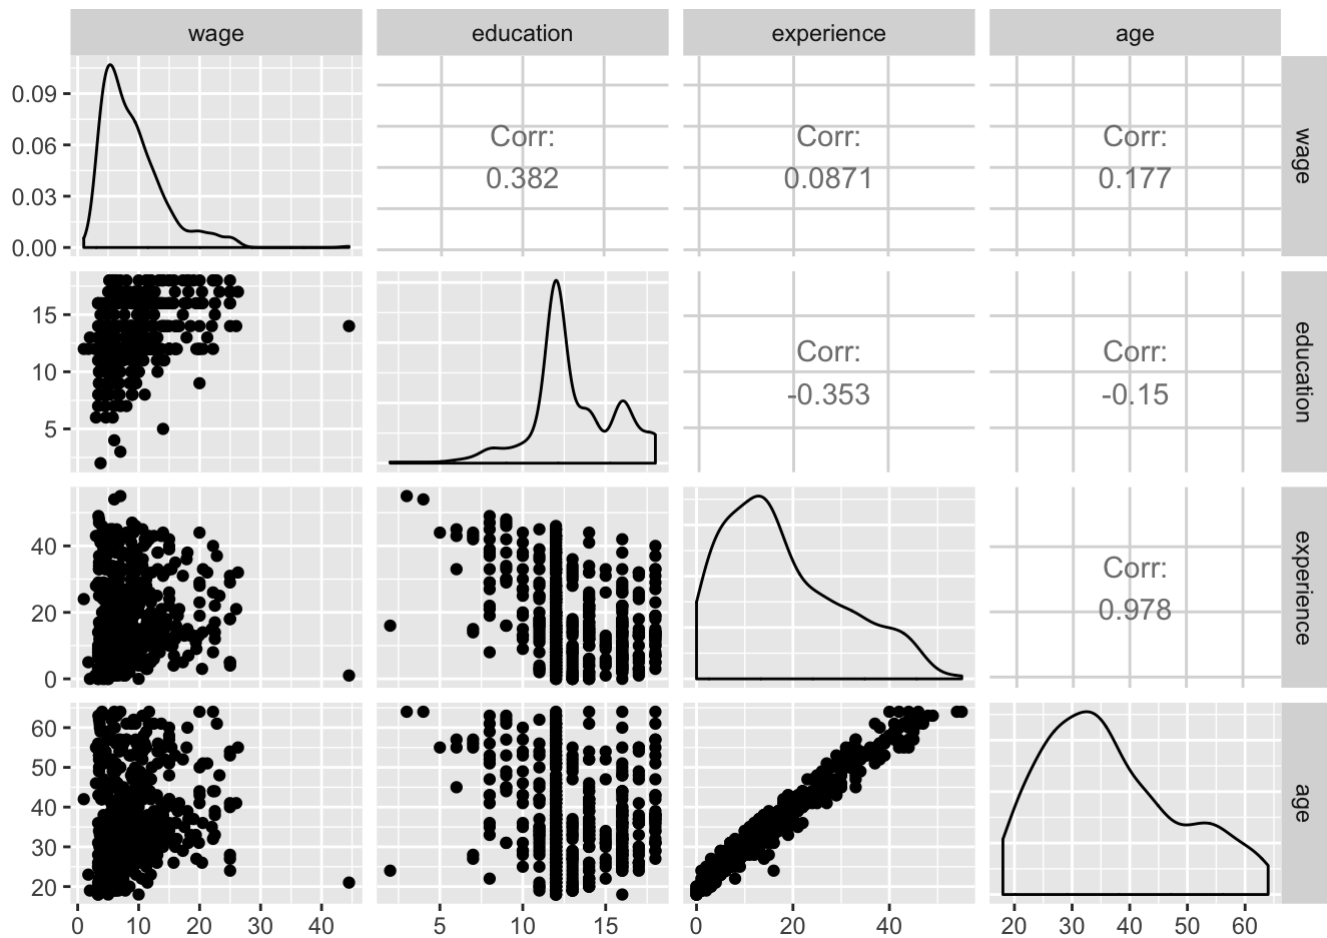 wage education experience age
0.09
0.06
0.03
0.00
Corr: Corr: Corr:
0.382 0.0871 0.177
wage
15
10
5
Corr: Corr:
-0.353 -0.15
education
40
20
0
Corr:
0.978
experience
60
50
40
30
20
age
0 10 20 30 40 5 10 15 0 20 40 20 30 40 50 60